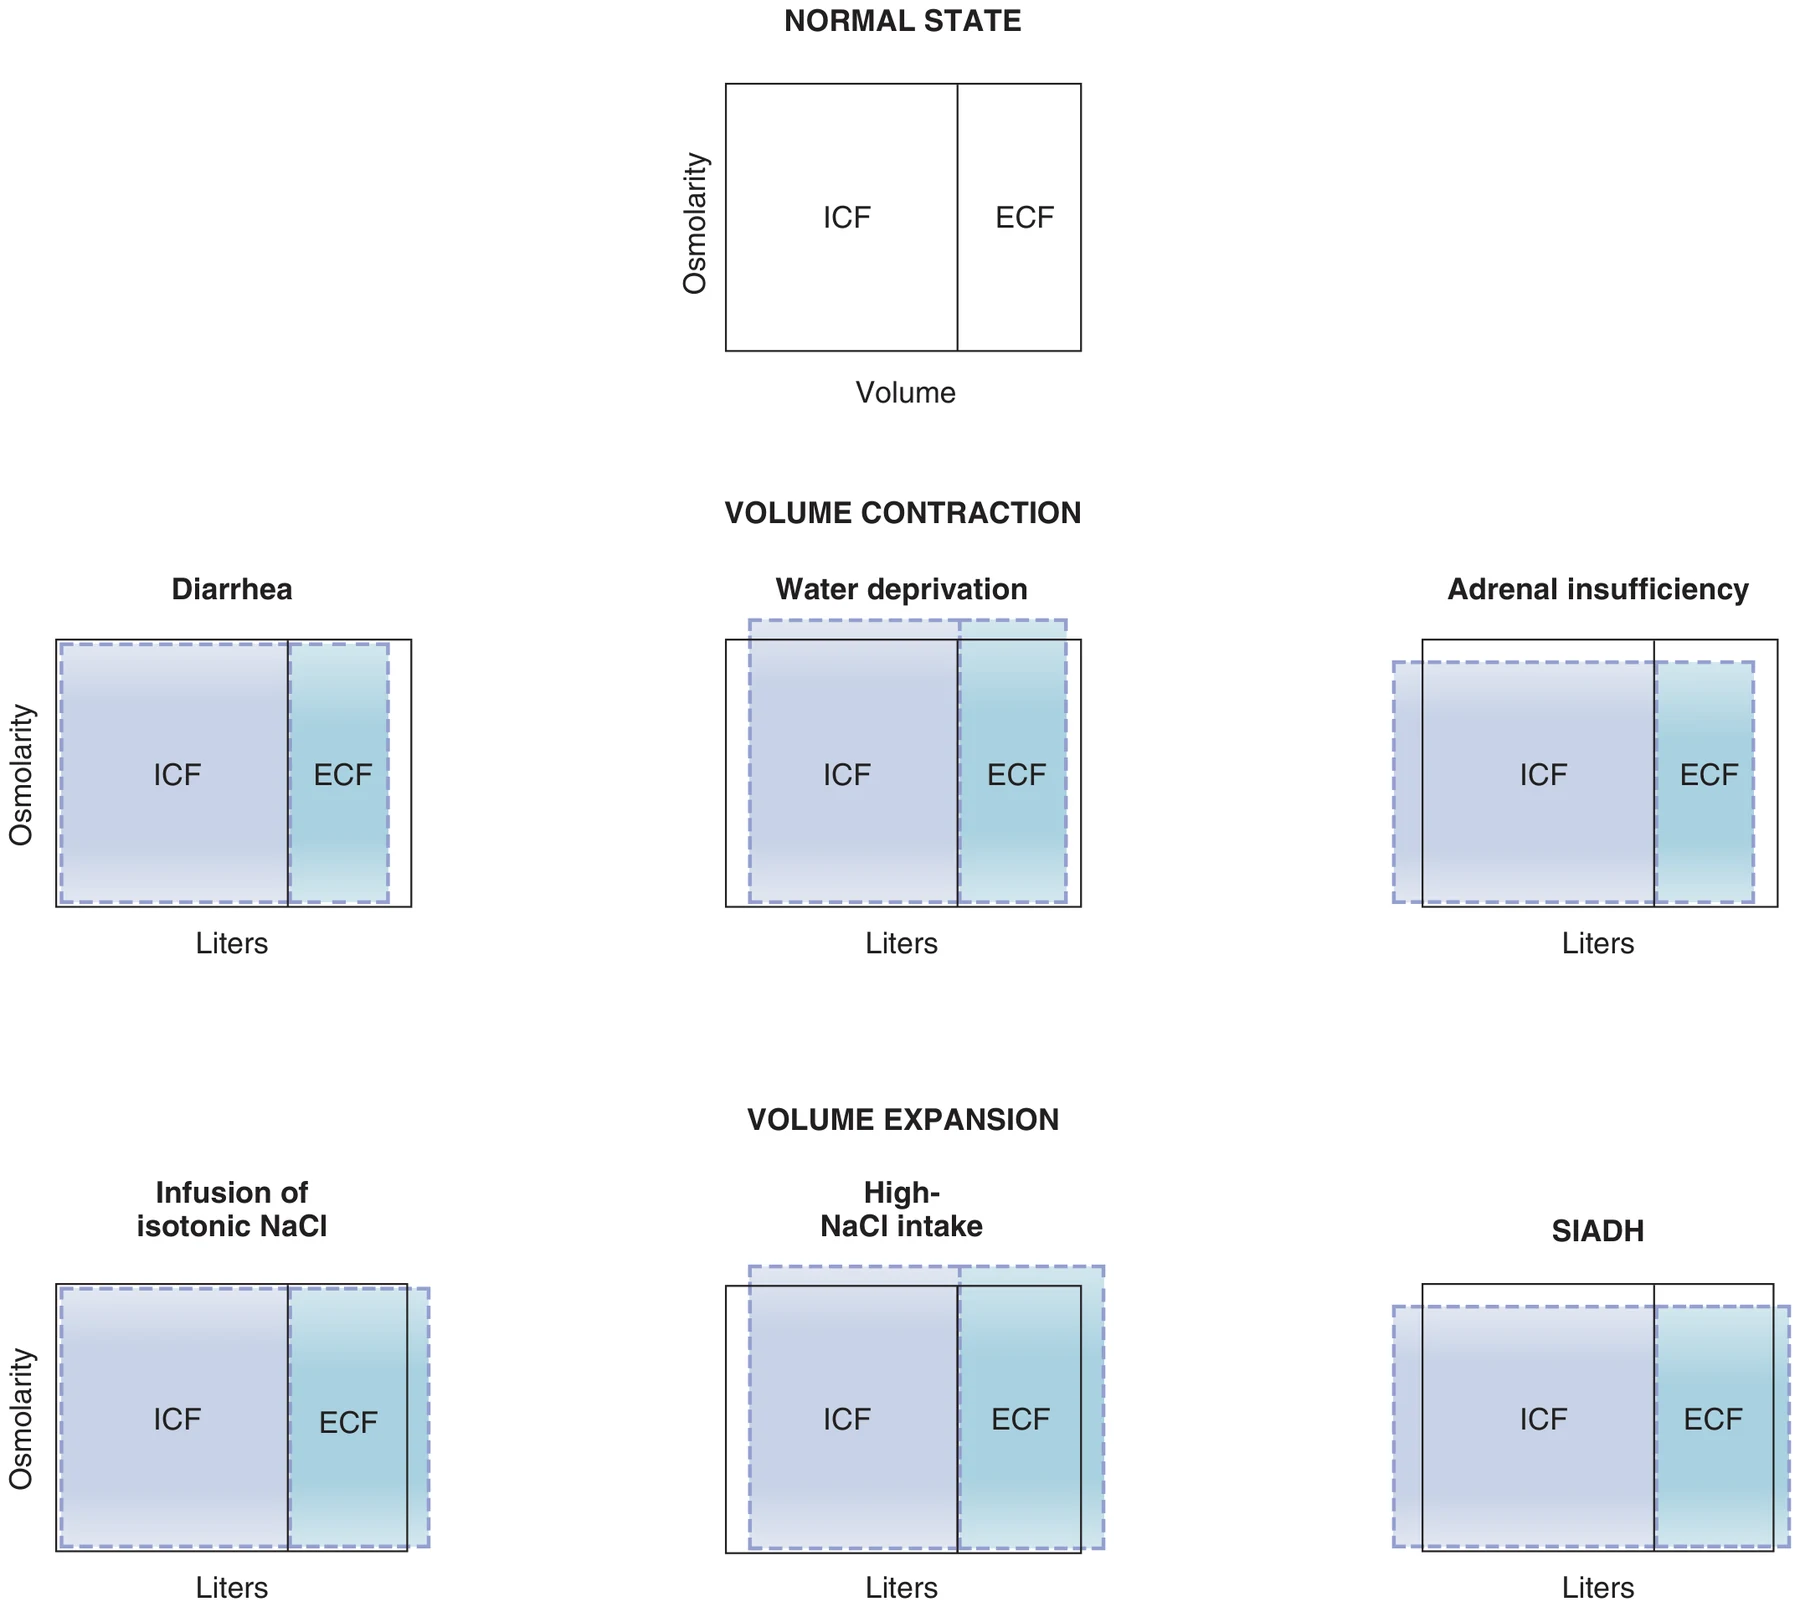 NORMAL STATE
Osmolarity
ICF
ECF
Volume
VOLUME CONTRACTION
Diarrhea
Water deprivation
Adrenal insufficiency
Osmolarity
ICF
ECF
ICF
ECF
ICF
ECF
Liters
Liters
Liters
VOLUME EXPANSION
Infusion of
isotonic NaCl
High-
NaCl intake
SIADH
Osmolarity
ICF
ECF
ICF
ECF
ICF
ECF
Liters
Liters
Liters